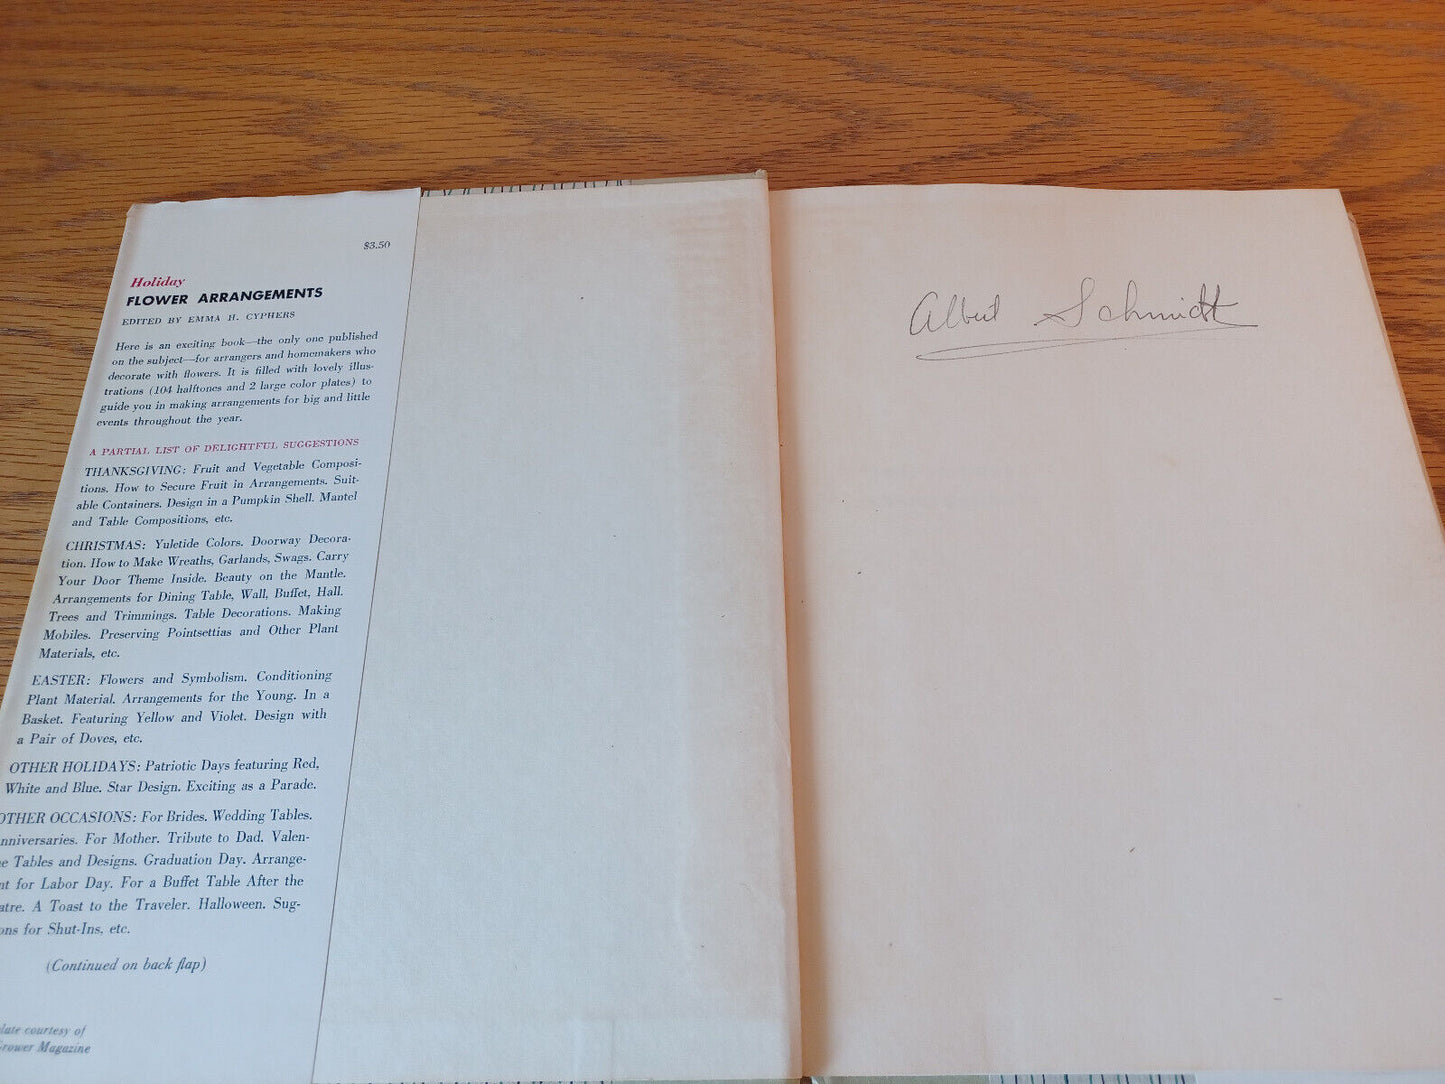 $3.50
Holiday
FLOWER ARRANGEMENTS
EDITED BY EMMA H. CYPHERS
Here is an exciting book—the only one published
on the subject—for arrangers and homemakers who
decorate with flowers. It is filled with lovely illus-
trations (104 halftones and 2 large color plates) to
guide you in making arrangements for big and little
events throughout the year.
A PARTIAL LIST OF DELIGHTFUL SUGGESTIONS
THANKSGIVING: Fruit and Vegetable Composi-
tions. How to Secure Fruit in Arrangements. Suit-
able Containers. Design in a Pumpkin Shell. Mantel
and Table Compositions, etc.
CHRISTMAS: Yuletide Colors. Doorway Decora-
tion. How to Make Wreaths, Garlands, Swags. Carry
Your Door Theme Inside. Beauty on the Mantle.
Arrangements for Dining Table, Wall, Buffet, Hall.
Trees and Trimmings. Table Decorations. Making
Mobiles. Preserving Pointsettias and Other Plant
Materials, etc.
EASTER: Flowers and Symbolism. Conditioning
Plant Material. Arrangements for the Young. In a
Basket. Featuring Yellow and Violet. Design with
a Pair of Doves, etc.
OTHER HOLIDAYS: Patriotic Days featuring Red,
White and Blue. Star Design. Exciting as a Parade.
OTHER OCCASIONS: For Brides. Wedding Tables.
nniversaries. For Mother. Tribute to Dad. Valen-
e Tables and Designs. Graduation Day. Arrange-
nt for Labor Day. For a Buffet Table After the
atre. A Toast to the Traveler. Halloween. Sug-
ons for Shut-Ins, etc.
(Continued on back flap)
late courtesy of
Grower Magazine
Albert Schmidt